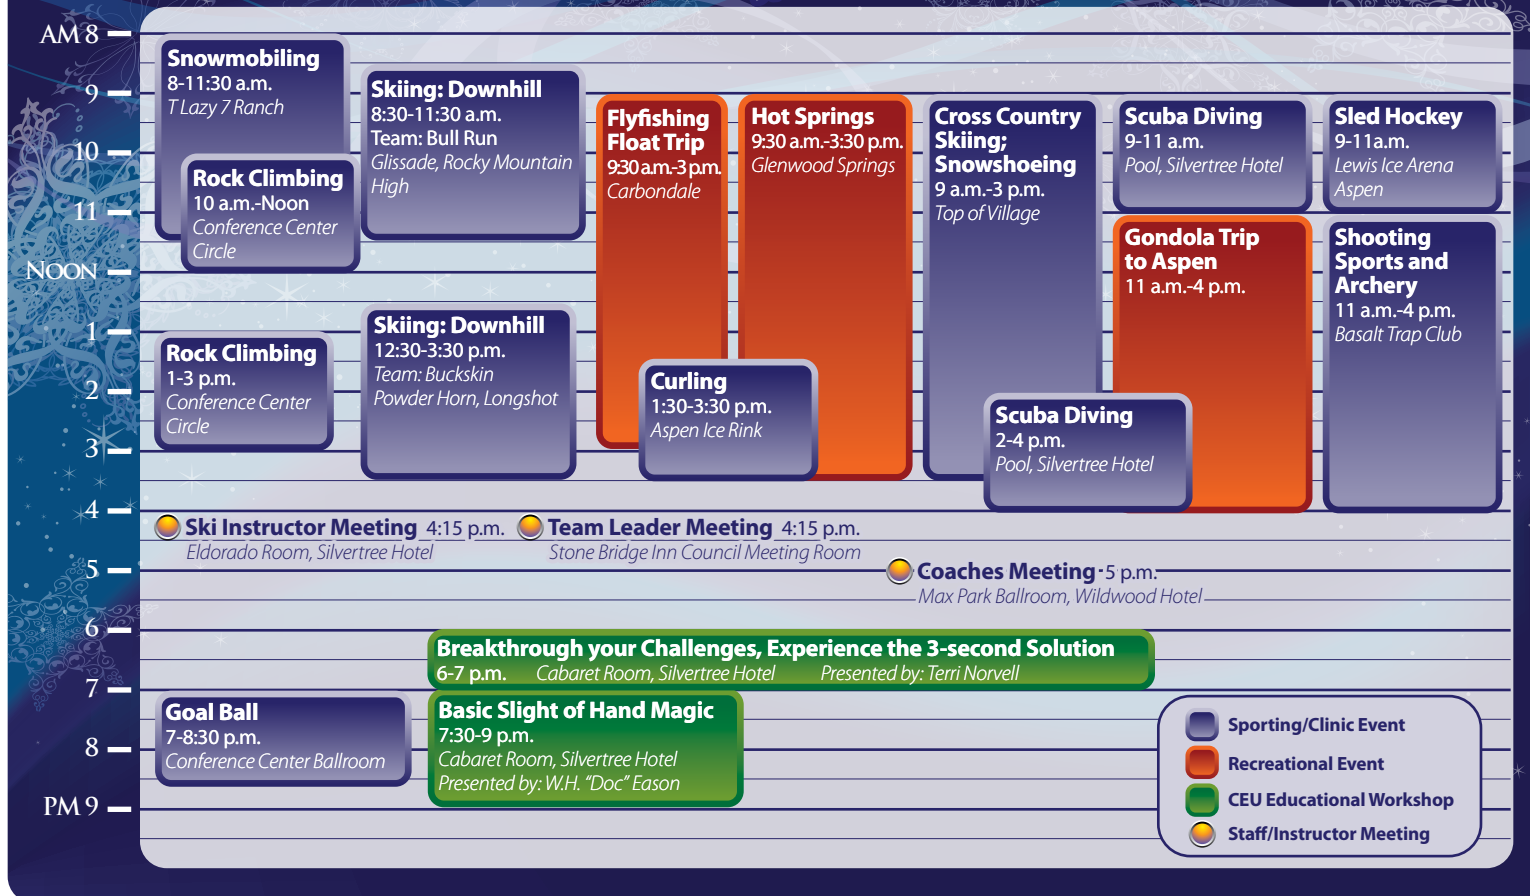 AM 8
9
10
11
NOON
1
2
3
4
5
6
7
8
PM 9
Snowmobiling
8-11:30 a.m.
T Lazy 7 Ranch
Rock Climbing
10 a.m.-Noon
Conference Center
Circle
Skiing: Downhill
8:30-11:30 a.m.
Team: Bull Run
Glissade, Rocky Mountain
High
Flyfishing
Float Trip
9:30 a.m.-3 p.m.
Carbondale
Hot Springs
9:30 a.m.-3:30 p.m.
Glenwood Springs
Cross Country
Skiing;
Snowshoeing
9 a.m.-3 p.m.
Top of Village
Scuba Diving
9-11 a.m.
Pool, Silvertree Hotel
Sled Hockey
9-11a.m.
Lewis Ice Arena
Aspen
Gondola Trip
to Aspen
11 a.m.-4 p.m.
Shooting
Sports and
Archery
11 a.m.-4 p.m.
Basalt Trap Club
Rock Climbing
1-3 p.m.
Conference Center
Circle
Skiing: Downhill
12:30-3:30 p.m.
Team: Buckskin
Powder Horn, Longshot
Curling
1:30-3:30 p.m.
Aspen Ice Rink
Scuba Diving
2-4 p.m.
Pool, Silvertree Hotel
Ski Instructor Meeting 4:15 p.m.
Eldorado Room, Silvertree Hotel
Team Leader Meeting 4:15 p.m.
Stone Bridge Inn Council Meeting Room
Coaches Meeting 5 p.m.
Max Park Ballroom, Wildwood Hotel
Breakthrough your Challenges, Experience the 3-second Solution
6-7 p.m. Cabaret Room, Silvertree Hotel Presented by: Terri Norvell
Goal Ball
7-8:30 p.m.
Conference Center Ballroom
Basic Slight of Hand Magic
7:30-9 p.m.
Cabaret Room, Silvertree Hotel
Presented by: W.H. “Doc” Eason
Sporting/Clinic Event
Recreational Event
CEU Educational Workshop
Staff/Instructor Meeting